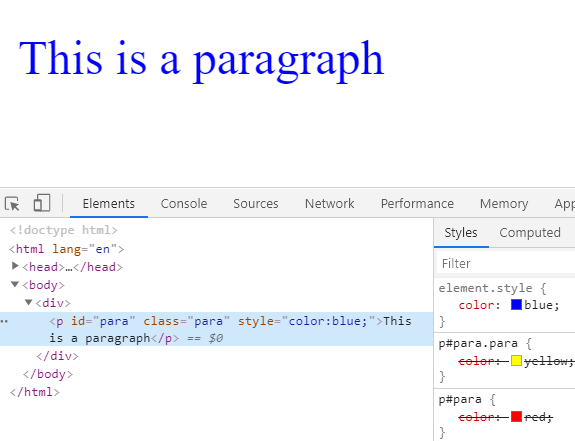 This is a paragraph
Elements Console Sources Network Performance Memory App
<!doctype html>
<html lang="en">
<head>…</head>
<body>
<div>
<p id="para" class="para" style="color:blue;">This
is a paragraph</p> == $0
</div>
</body>
</html>
Styles Computed
Filter
element.style {
color: blue;
}
p#para.para {
color: yellow;
}
p#para {
color: red;
}